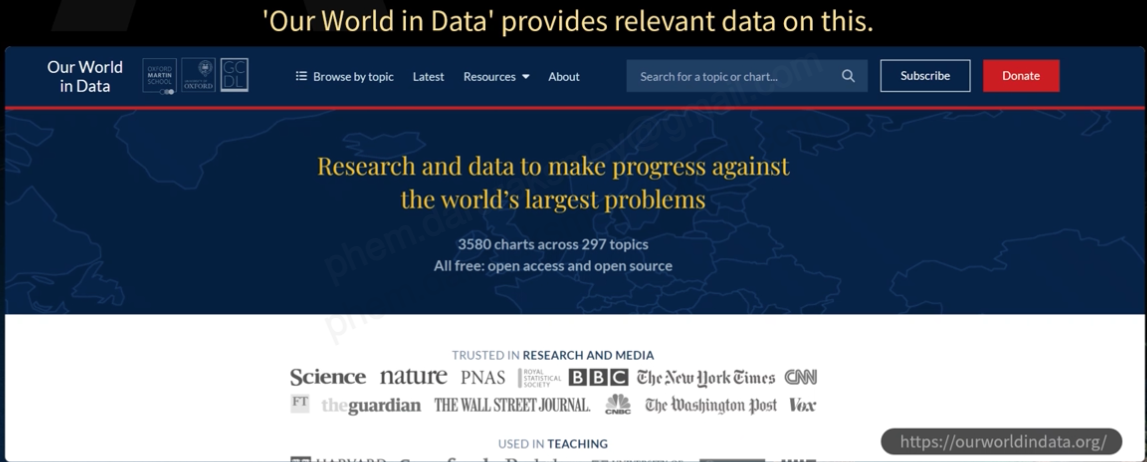 'Our World in Data' provides relevant data on this.
Our World
in Data
OXFORD
MARTIN
SCHOOL
UNIVERSITY OF
OXFORD
GC
DL
Browse by topic
Latest
Resources
About
Search for a topic or chart...
Subscribe
Donate
Research and data to make progress against
the world's largest problems
3580 charts across 297 topics
All free: open access and open source
TRUSTED IN RESEARCH AND MEDIA
Science nature PNAS ROYAL STATISTICAL SOCIETY BBC The New York Times CNN
FT theguardian THE WALL STREET JOURNAL. CNBC The Washington Post Vox
USED IN TEACHING
https://ourworldindata.org/